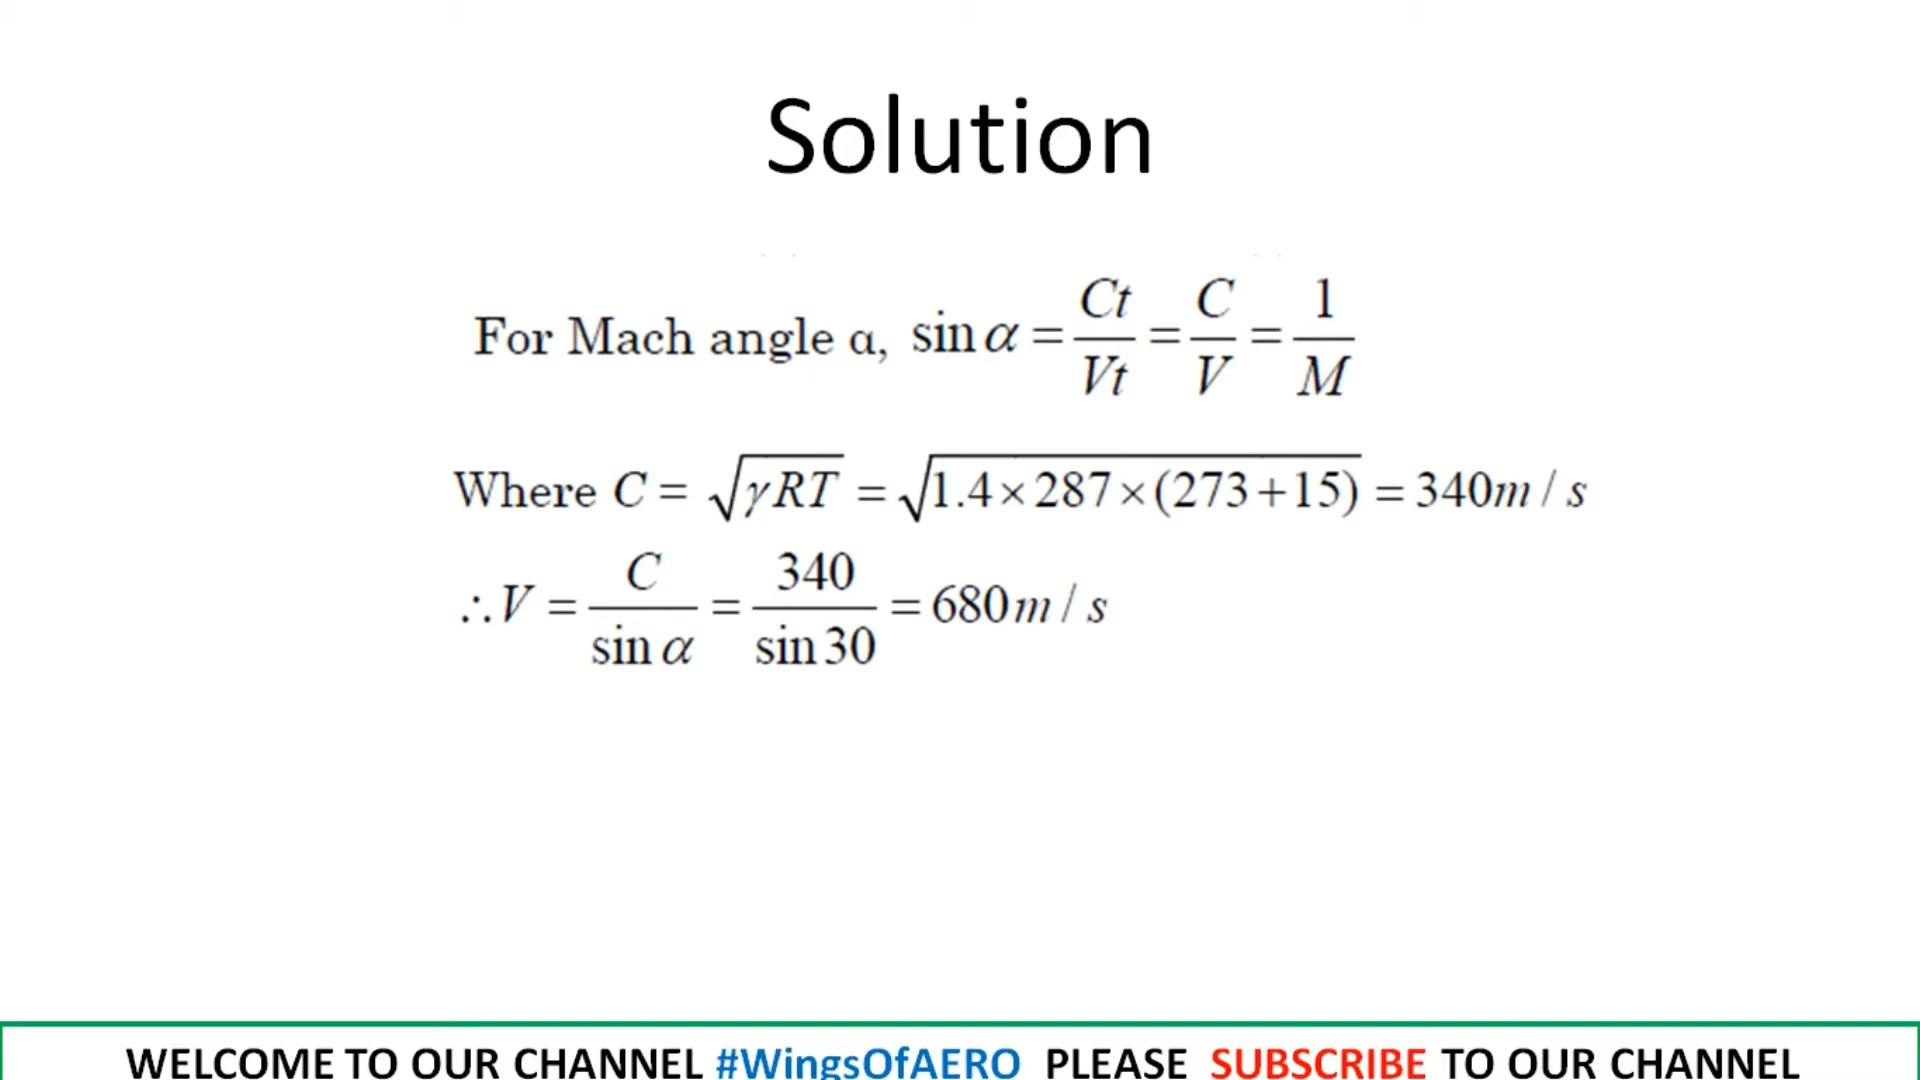 Solution
For Mach angle α, sin α = Ct/Vt = C/V = 1/M
Where C = √γRT = √1.4×287×(273+15) = 340m / s
∴V = C/sin α = 340/sin 30 = 680m / s
WELCOME TO OUR CHANNEL #WingsOfAERO PLEASE SUBSCRIBE TO OUR CHANNEL